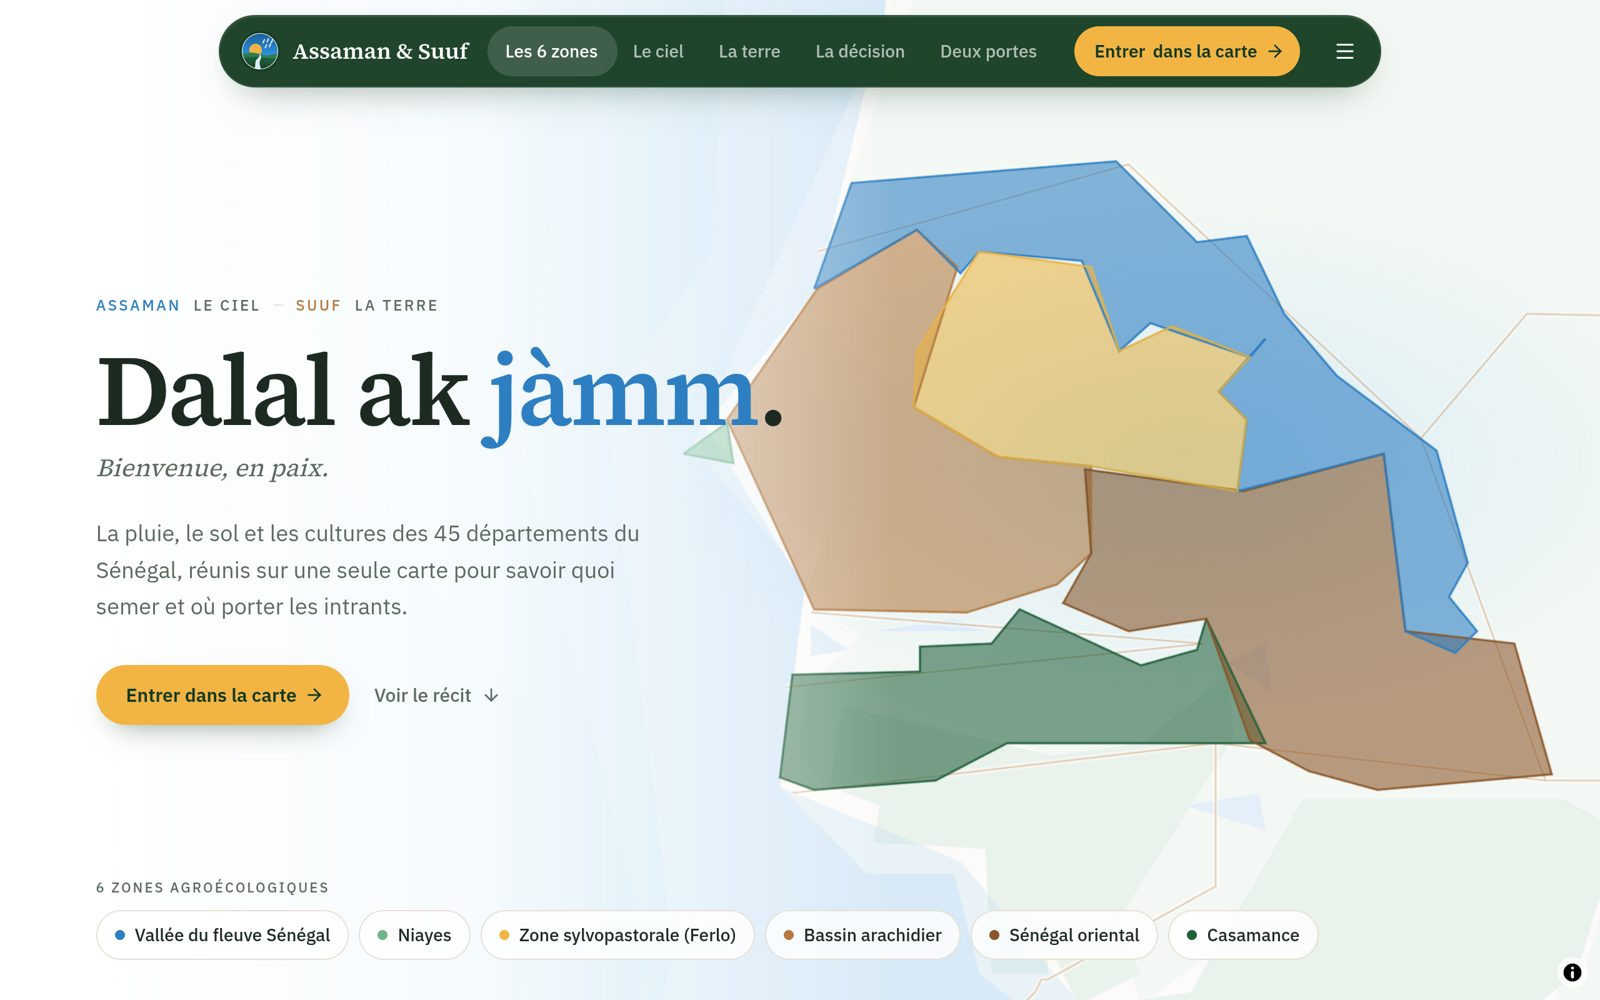 Assaman & Suuf
Les 6 zones
Le ciel
La terre
La décision
Deux portes
Entrer dans la carte →
ASSAMAN LE CIEL — SUUF LA TERRE
Dalal ak jàmm.
Bienvenue, en paix.
La pluie, le sol et les cultures des 45 départements du
Sénégal, réunis sur une seule carte pour savoir quoi
semer et où porter les intrants.
Entrer dans la carte →
Voir le récit ↓
6 ZONES AGROÉCOLOGIQUES
Vallée du fleuve Sénégal
Niayes
Zone sylvopastorale (Ferlo)
Bassin arachidier
Sénégal oriental
Casamance